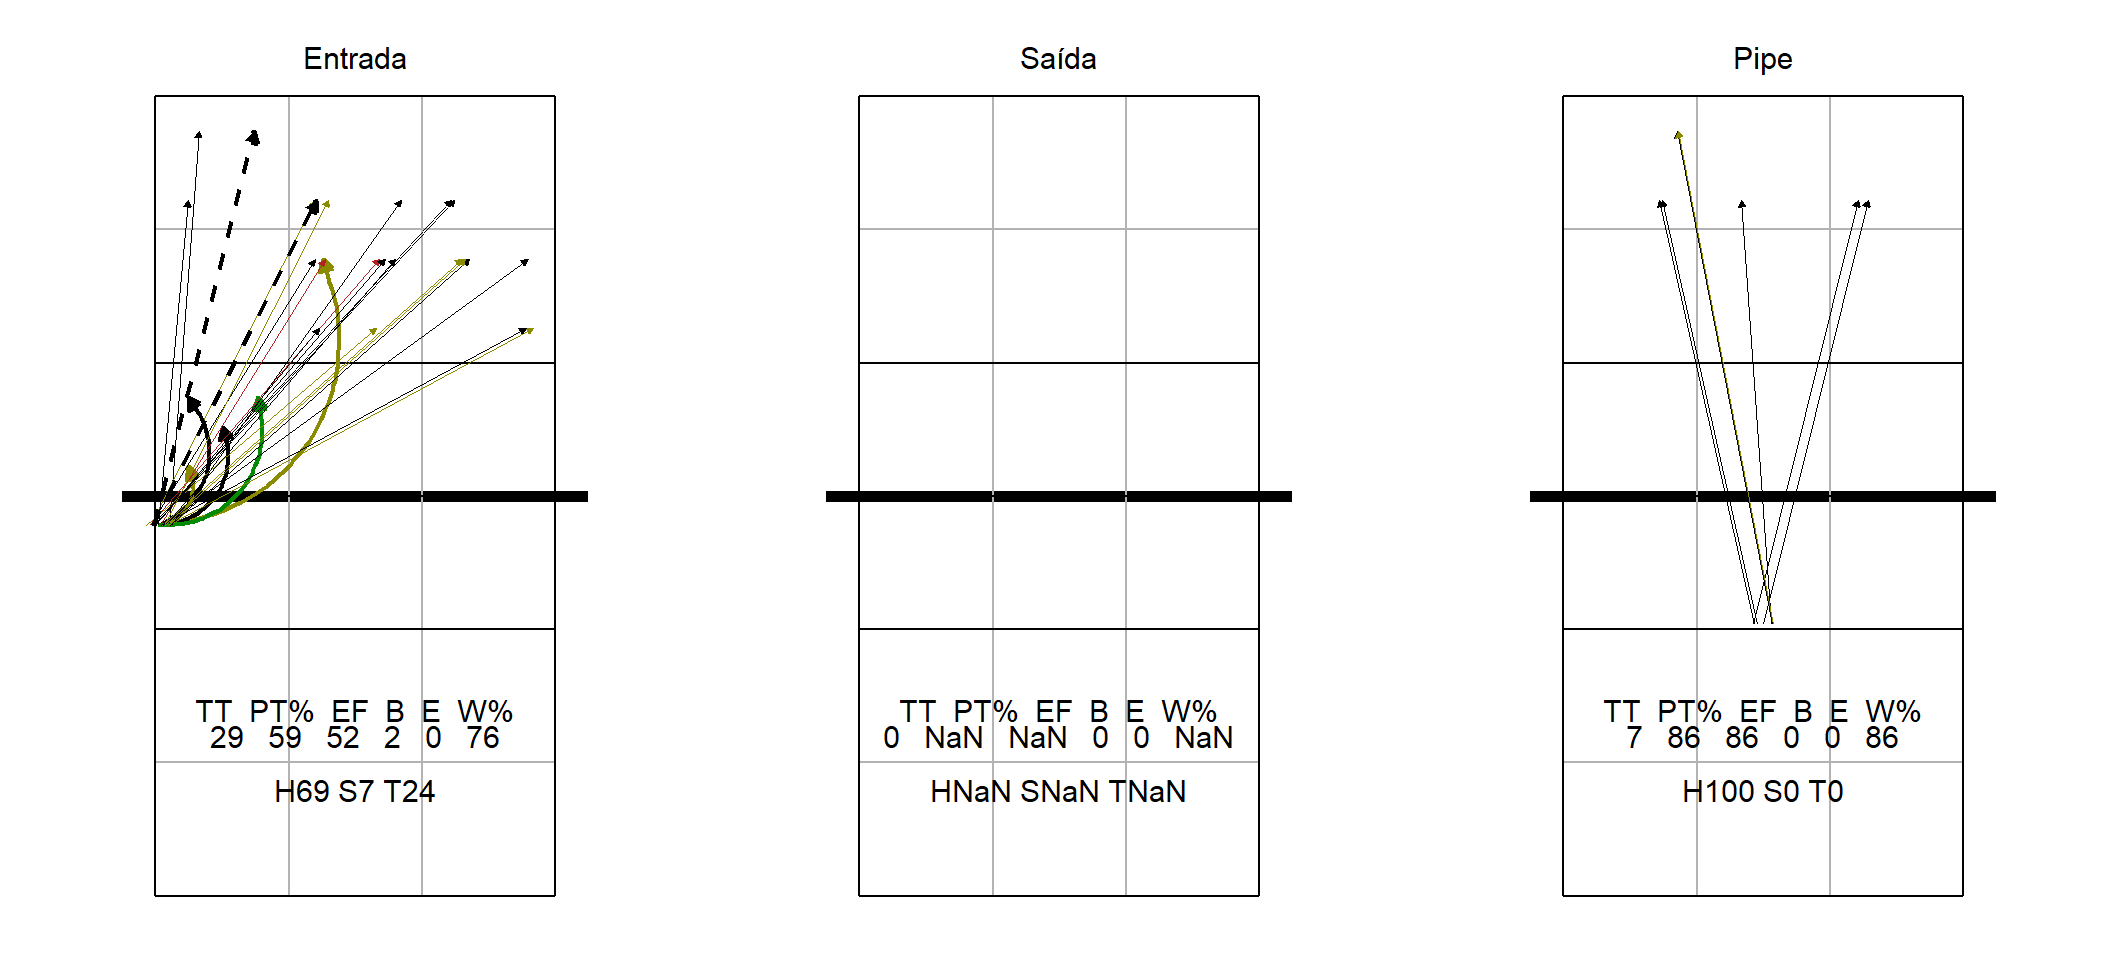 Entrada
TT PT% EF B E W%
29 59 52 2 0 76
H69 S7 T24
Saída
TT PT% EF B E W%
0 NaN NaN 0 0 NaN
HNaN SNaN TNaN
Pipe
TT PT% EF B E W%
7 86 86 0 0 86
H100 S0 T0